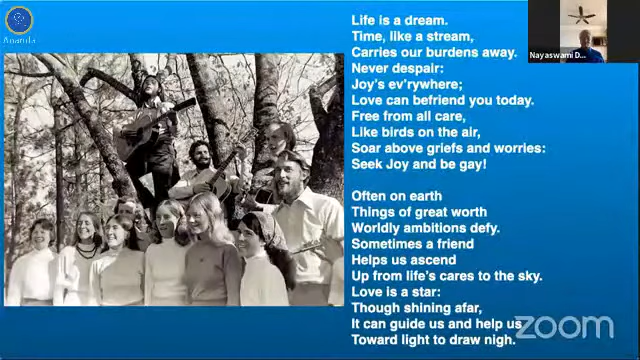 Ananda
Nayaswami D...
Life is a dream.
Time, like a stream,
Carries our burdens away.
Never despair:
Joy's ev'rywhere;
Love can befriend you today.
Free from all care,
Like birds on the air,
Soar above griefs and worries:
Seek Joy and be gay!
Often on earth
Things of great worth
Worldly ambitions defy.
Sometimes a friend
Helps us ascend
Up from life's cares to the sky.
Love is a star:
Though shining afar,
It can guide us and help us
Toward light to draw nigh.
zoom